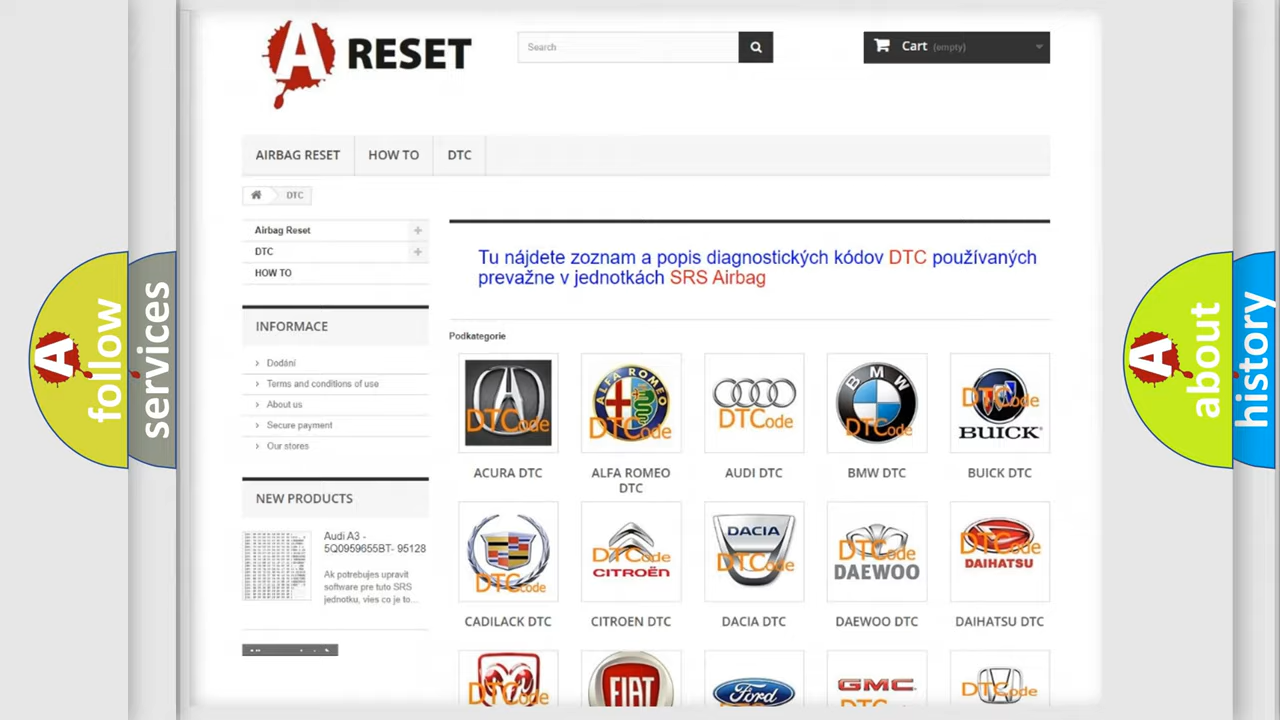 A RESET
Search
Cart (empty)
AIRBAG RESET
HOW TO
DTC
DTC
Airbag Reset
DTC
HOW TO
Tu nájdete zoznam a popis diagnostických kódov DTC používaných
prevažne v jednotkách SRS Airbag
INFORMACE
Dodání
Terms and conditions of use
About us
Secure payment
Our stores
NEW PRODUCTS
Audi A3 -
5Q0959655BT- 95128
Ak potrebujes upravit
software pre tuto SRS
jednotku, vies co je to...
Podkategorie
DTCode
ALFA ROMEO
DTCode
DTCode
BMW
DTCode
DTCode
BUICK
ACURA DTC
ALFA ROMEO
DTC
AUDI DTC
BMW DTC
BUICK DTC
DTCode
DTCode
CITROËN
DACIA
DTCode
DTCode
DAEWOO
DTCode
DAIHATSU
CADILACK DTC
CITROEN DTC
DACIA DTC
DAEWOO DTC
DAIHATSU DTC
DTCode
FIAT
Ford
GMC
DTCode
A follow
services
A about
history